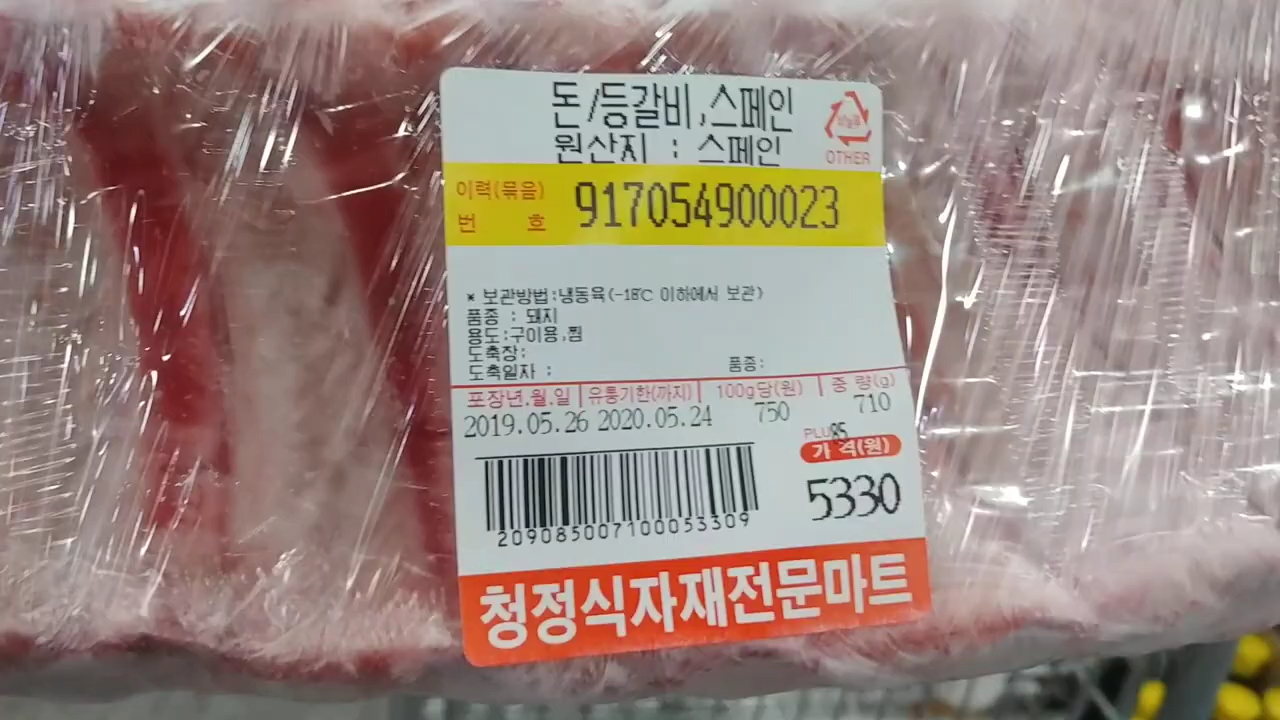 돈/등갈비,스페인
원산지 : 스페인
OTHER
이력(묶음)
번 호
917054900023
* 보관방법:냉동육(-18℃ 이하에서 보관)
품종 : 돼지
용도:구이용,찜
도축장:
도축일자 :
품종:
포장년.월.일 유통기한(까지) 100g당(원) 중 량(g)
2019.05.26 2020.05.24 750 710
PLU85
가 격(원)
5330
209085007100053309
청정식자재전문마트